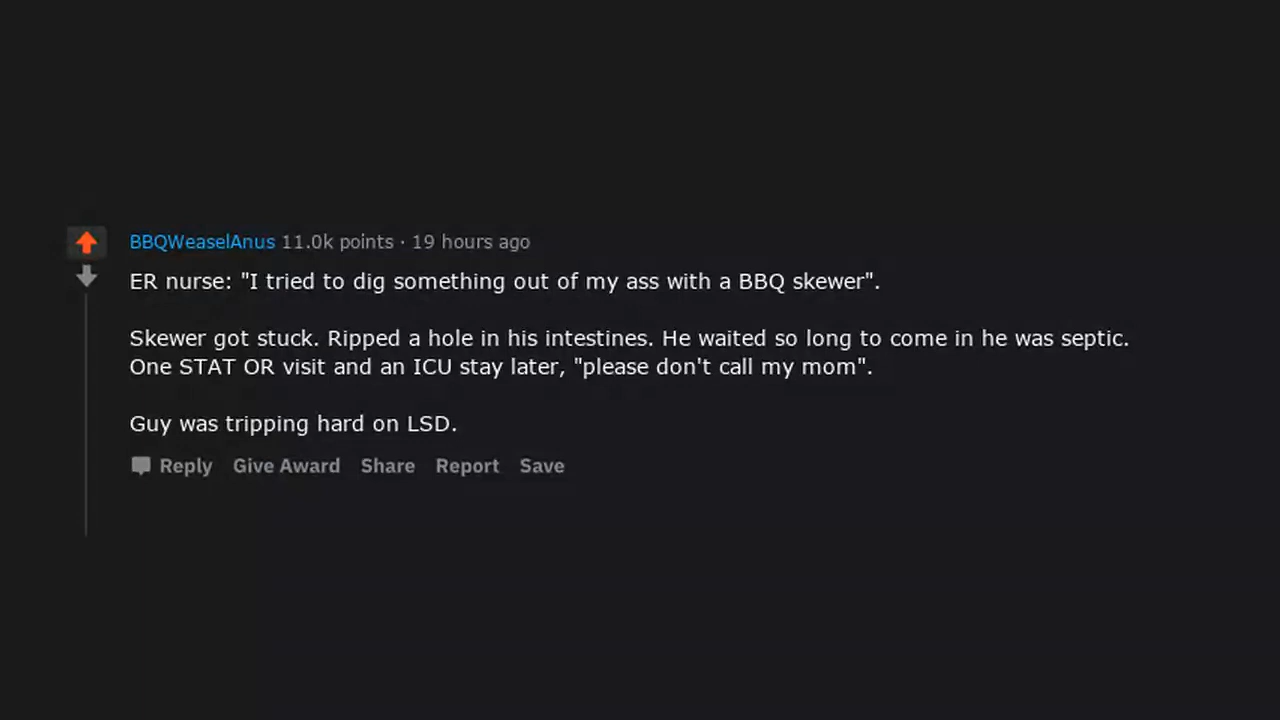 BBQWeaselAnus 11.0k points · 19 hours ago
ER nurse: "I tried to dig something out of my ass with a BBQ skewer".
Skewer got stuck. Ripped a hole in his intestines. He waited so long to come in he was septic.
One STAT OR visit and an ICU stay later, "please don't call my mom".
Guy was tripping hard on LSD.
Reply Give Award Share Report Save